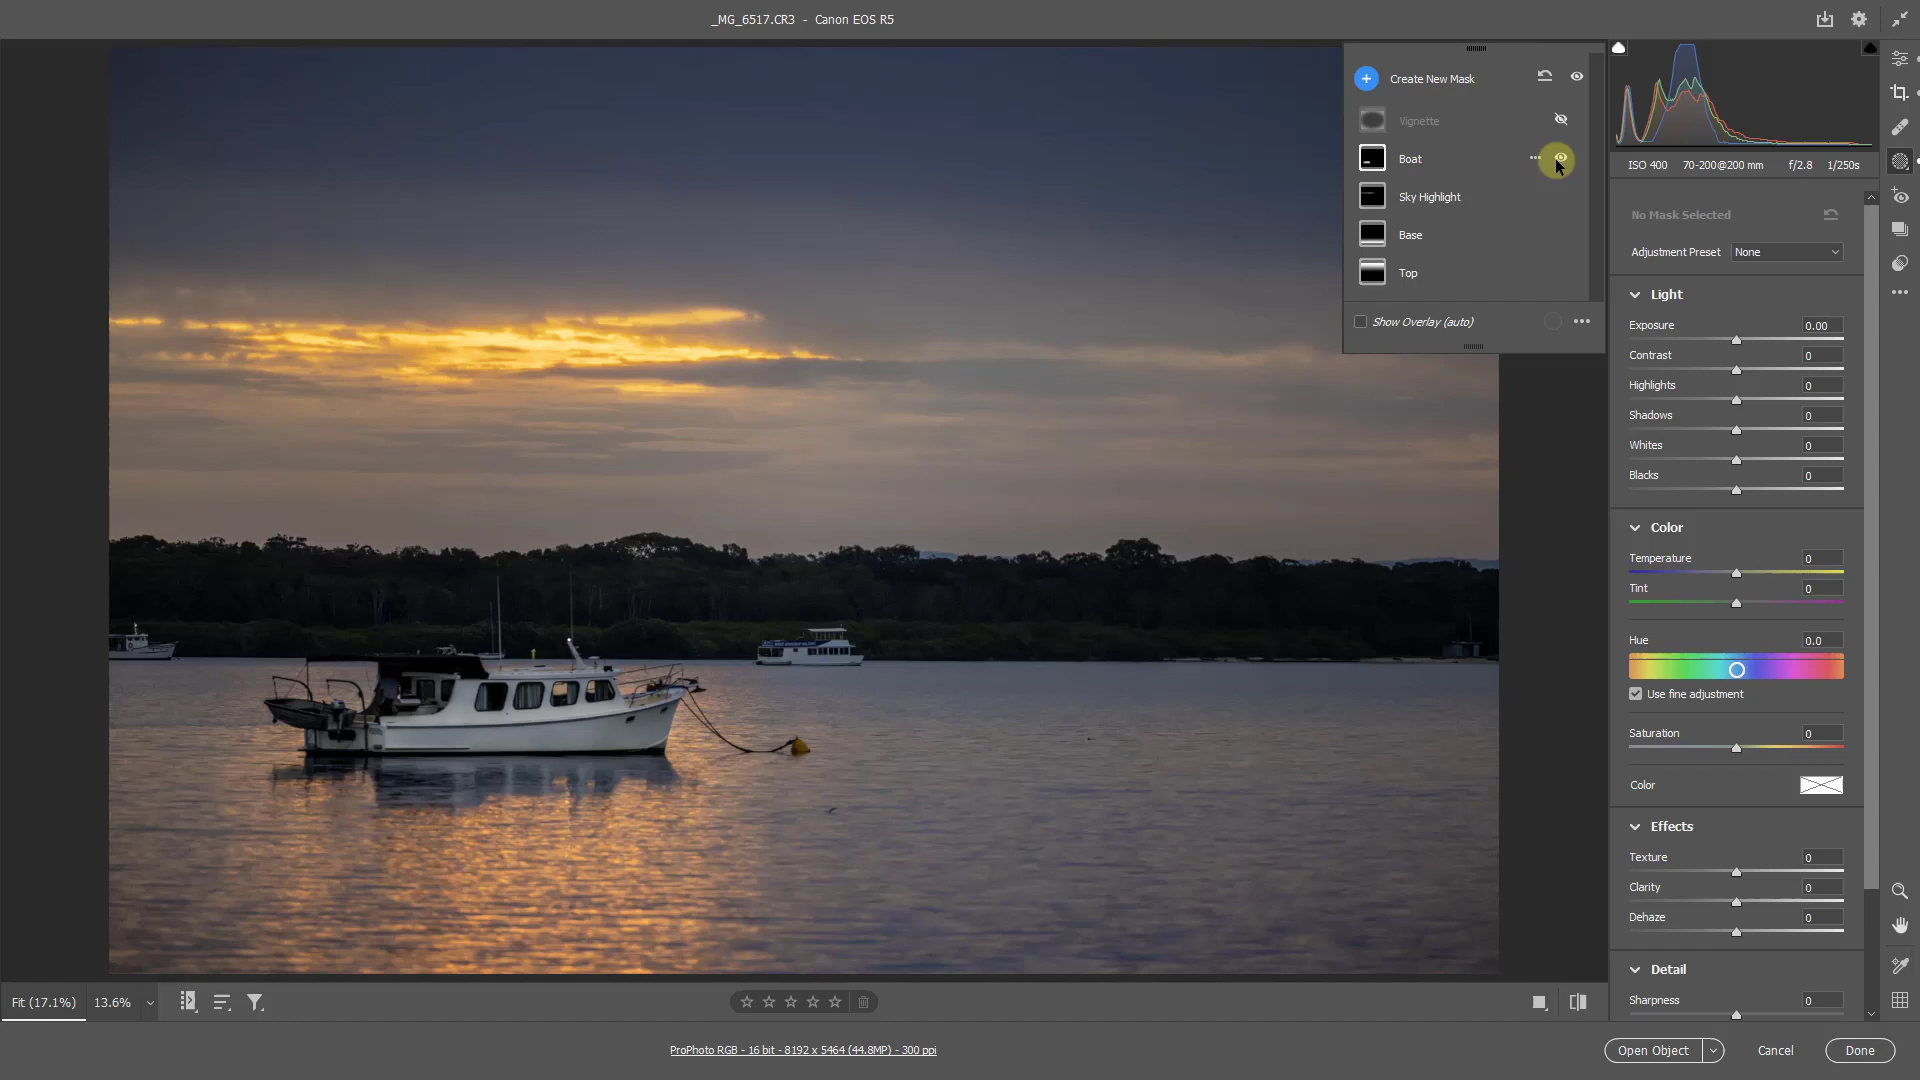 _MG_6517.CR3 - Canon EOS R5
Create New Mask
Vignette
Boat
Sky Highlight
Base
Top
Show Overlay (auto)
ISO 400 70-200@200 mm f/2.8 1/250s
No Mask Selected
Adjustment Preset None
Light
Exposure 0.00
Contrast 0
Highlights 0
Shadows 0
Whites 0
Blacks 0
Color
Temperature 0
Tint 0
Hue 0.0
Use fine adjustment
Saturation 0
Color
Effects
Texture 0
Clarity 0
Dehaze 0
Detail
Sharpness 0
Fit (17.1%) 13.6%
ProPhoto RGB - 16 bit - 8192 x 5464 (44.8MP) - 300 ppi
Open Object Cancel Done